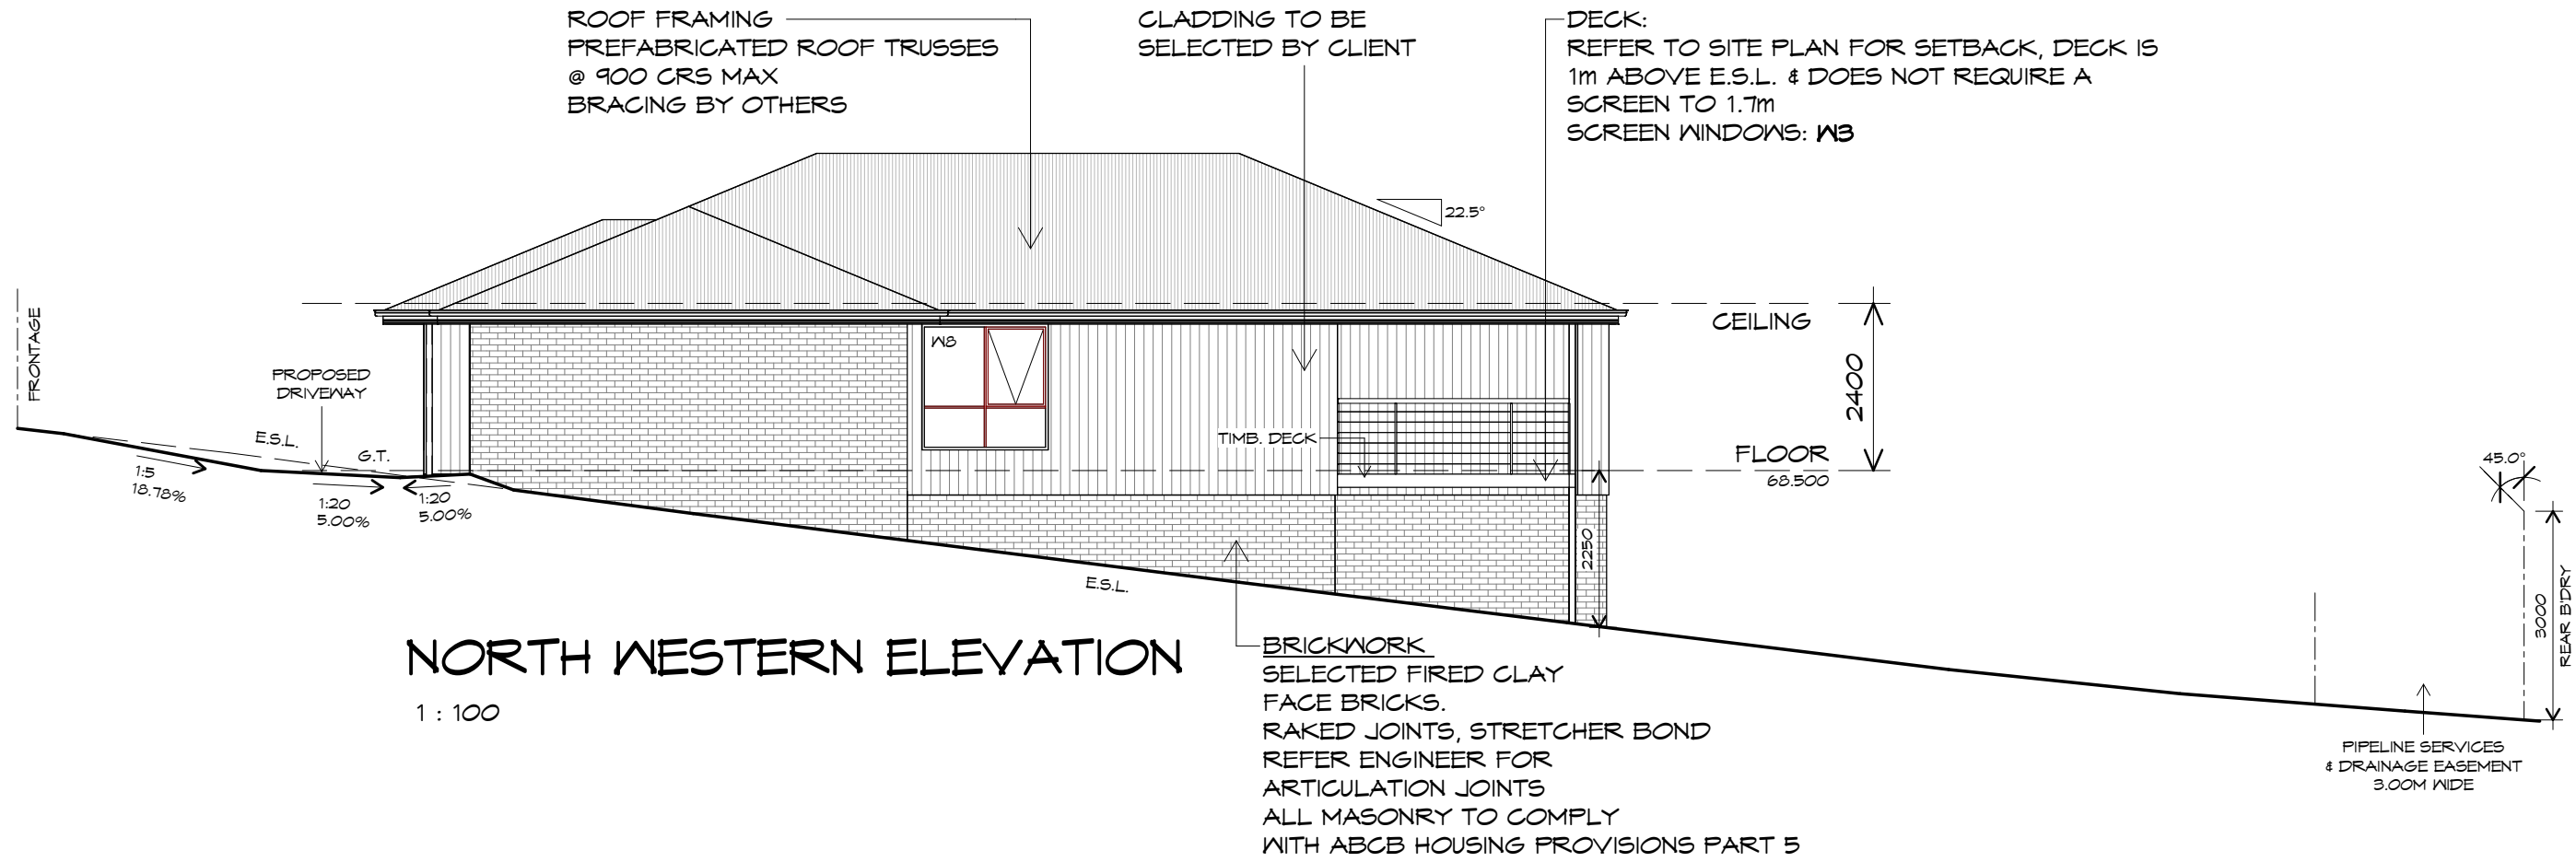 ROOF FRAMING
PREFABRICATED ROOF TRUSSES
@ 900 CRS MAX
BRACING BY OTHERS
CLADDING TO BE
SELECTED BY CLIENT
DECK:
REFER TO SITE PLAN FOR SETBACK, DECK IS
1m ABOVE E.S.L. & DOES NOT REQUIRE A
SCREEN TO 1.7m
SCREEN WINDOWS: W3
22.5°
FRONTAGE
CEILING
W8
PROPOSED
DRIVEWAY
2400
E.S.L.
G.T.
TIMB. DECK
FLOOR
68.500
1:5
18.78%
1:20
5.00%
1:20
5.00%
45.0°
2250
E.S.L.
3000
REAR B'DRY
NORTH WESTERN ELEVATION
1 : 100
BRICKWORK
SELECTED FIRED CLAY
FACE BRICKS.
RAKED JOINTS, STRETCHER BOND
REFER ENGINEER FOR
ARTICULATION JOINTS
ALL MASONRY TO COMPLY
WITH ABCB HOUSING PROVISIONS PART 5
PIPELINE SERVICES
& DRAINAGE EASEMENT
3.00M WIDE